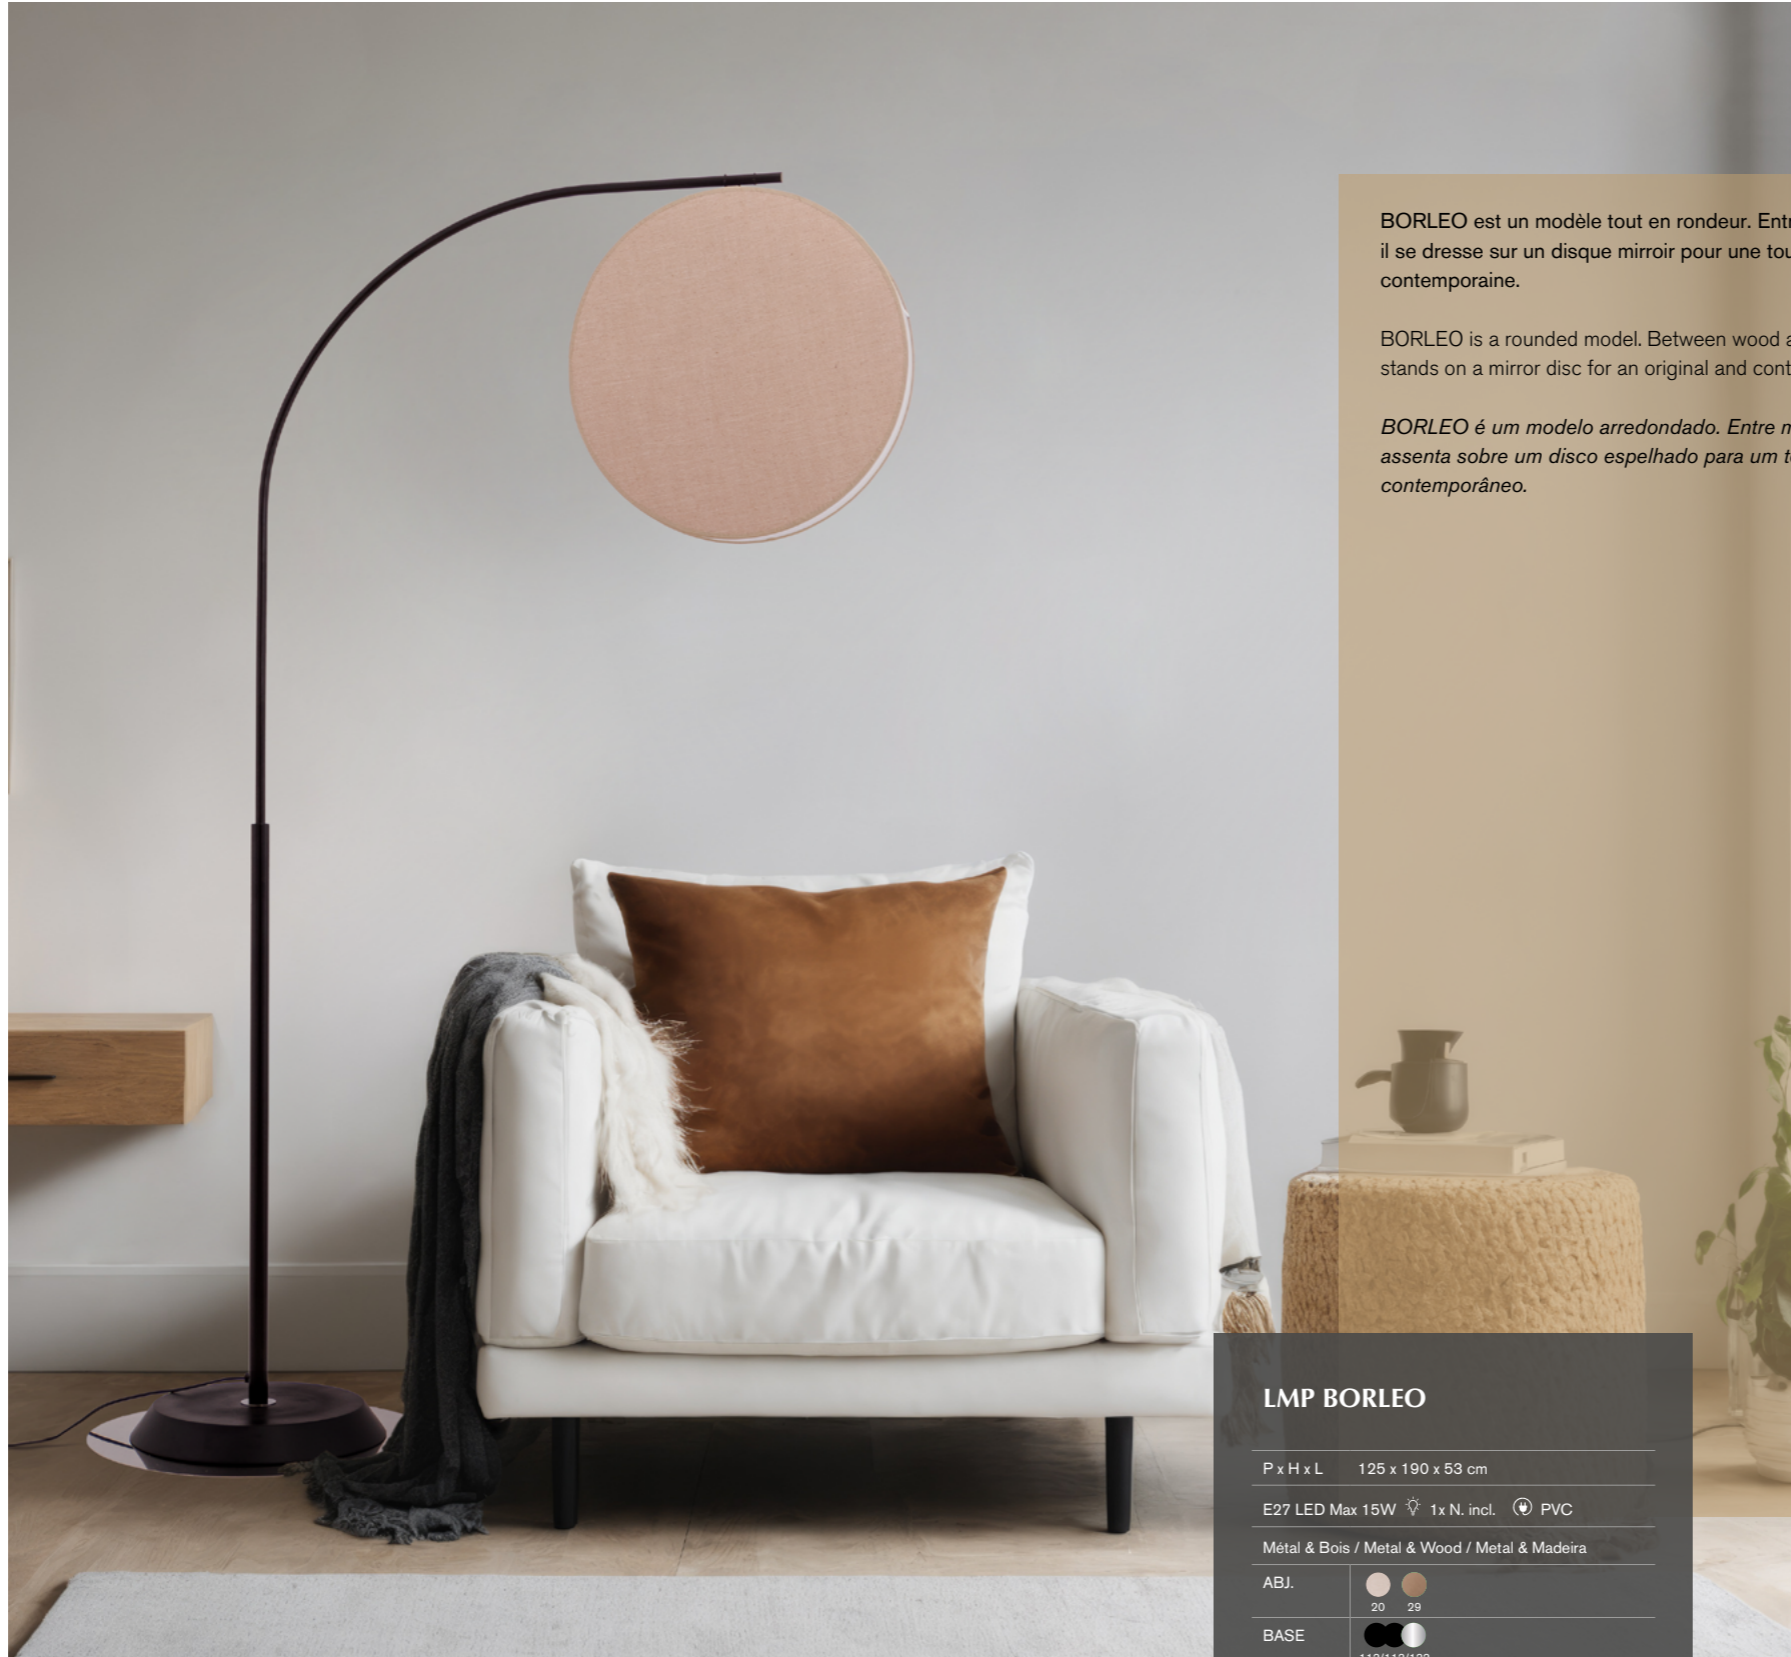 BORLEO est un modèle tout en rondeur.
il se dresse sur un disque mirroir pour une
contemporaine.
BORLEO is a rounded model. Between wood
stands on a mirror disc for an original and
BORLEO é um modelo arredondado. Entre
assenta sobre um disco espelhado para um
contemporâneo.
LMP BORLEO
P x H x L 125 x 190 x 53 cm
E27 LED Max 15W 1x N. incl. PVC
Métal & Bois / Metal & Wood / Metal & Madeira
ABJ.
20 29
BASE